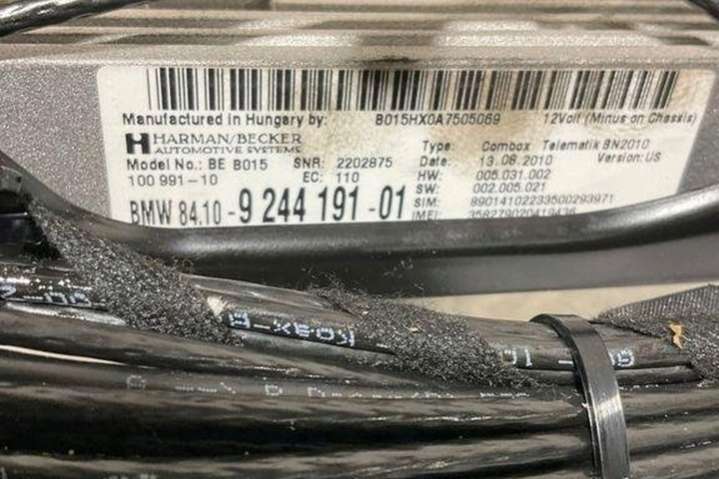 Manufactured in Hungary by: B015HX0A7505069 12Volt (Minus on Chassis)
HARMAN/BECKER
AUTOMOTIVE SYSTEMS
Type: Combox Telematik BN2010
Date: 13.08.2010 Version: US
Model No.: BE B015 SNR: 2202875 HW: 005.031.002
100 991-10 EC: 110 SW: 002.005.021
BMW 84.10-9 244 191-01 SIM: 89014102233500293971
IMEI: